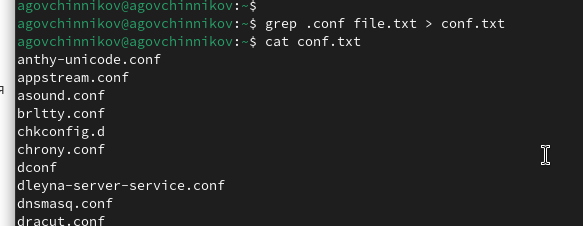 agovchinnikov@agovchinnikov:~$
agovchinnikov@agovchinnikov:~$ grep .conf file.txt > conf.txt
agovchinnikov@agovchinnikov:~$ cat conf.txt
anthy-unicode.conf
appstream.conf
asound.conf
brltty.conf
chkconfig.d
я
chrony.conf
dconf
dleyna-server-service.conf
dnsmasq.conf
dracut.conf